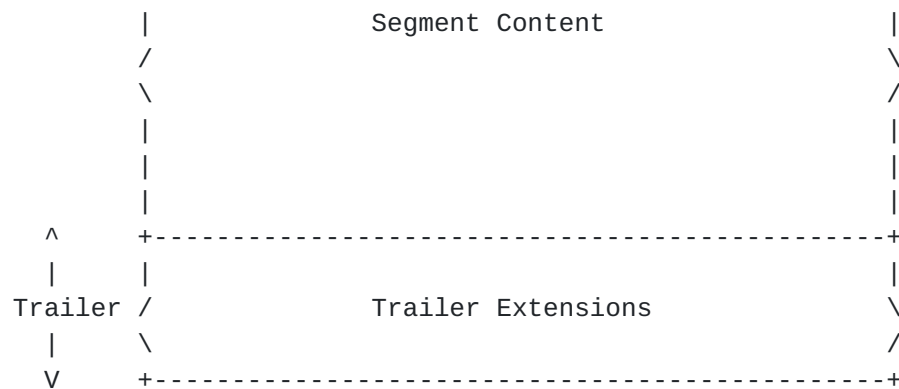 |              Segment Content                  |
/                                               \
\                                               /
|                                               |
|                                               |
|                                               |
^     +-----------------------------------------------+
|     |                                               |
Trailer /              Trailer Extensions               \
|     \                                               /
V     +-----------------------------------------------+